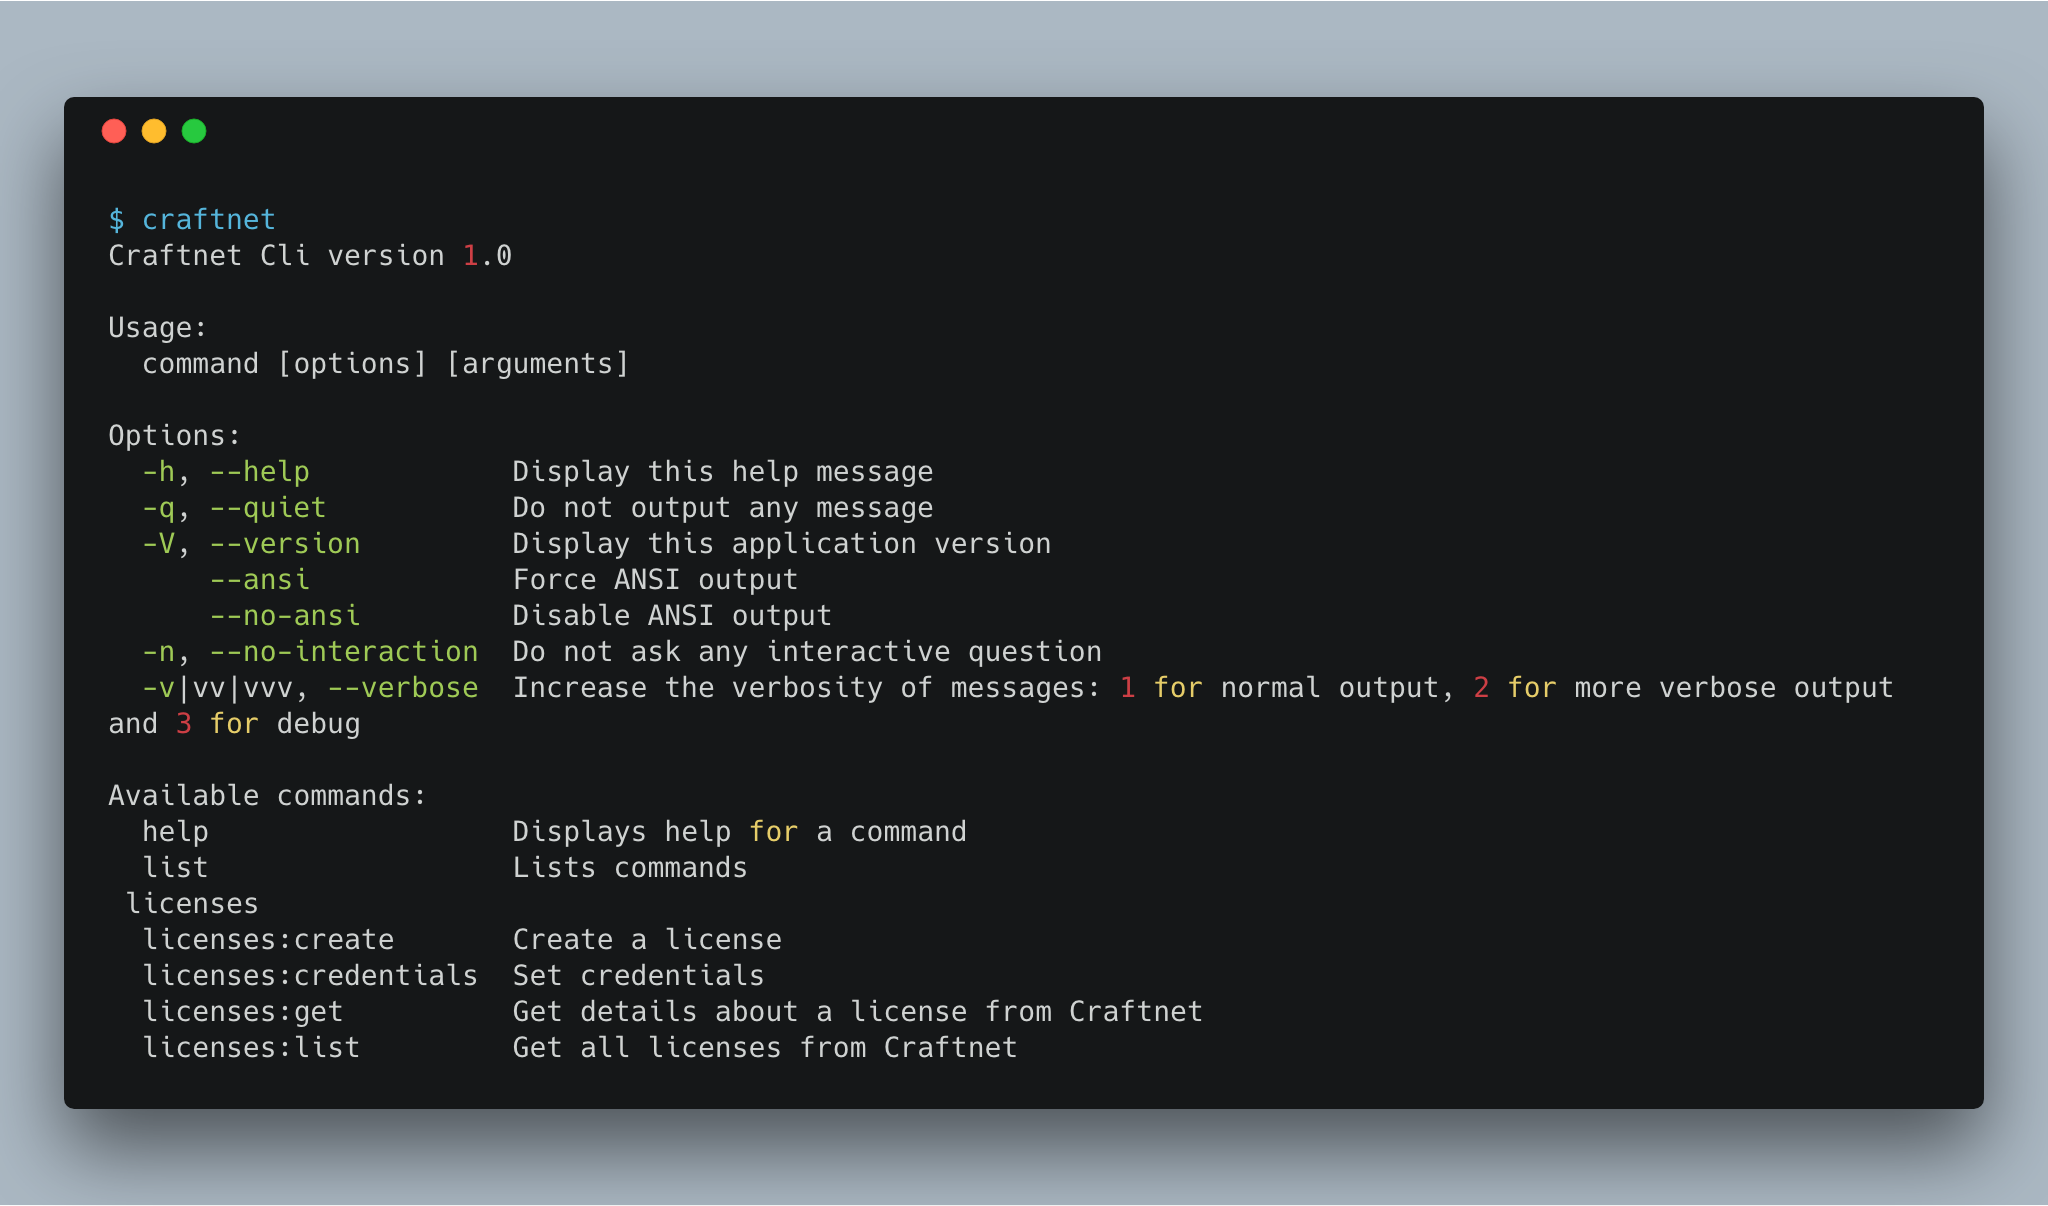 $ craftnet
Craftnet Cli version 1.0

Usage:
  command [options] [arguments]

Options:
  -h, --help            Display this help message
  -q, --quiet           Do not output any message
  -V, --version         Display this application version
      --ansi            Force ANSI output
      --no-ansi         Disable ANSI output
  -n, --no-interaction  Do not ask any interactive question
  -v|vv|vvv, --verbose  Increase the verbosity of messages: 1 for normal output, 2 for more verbose output
and 3 for debug

Available commands:
  help                  Displays help for a command
  list                  Lists commands
 licenses
  licenses:create       Create a license
  licenses:credentials  Set credentials
  licenses:get          Get details about a license from Craftnet
  licenses:list         Get all licenses from Craftnet